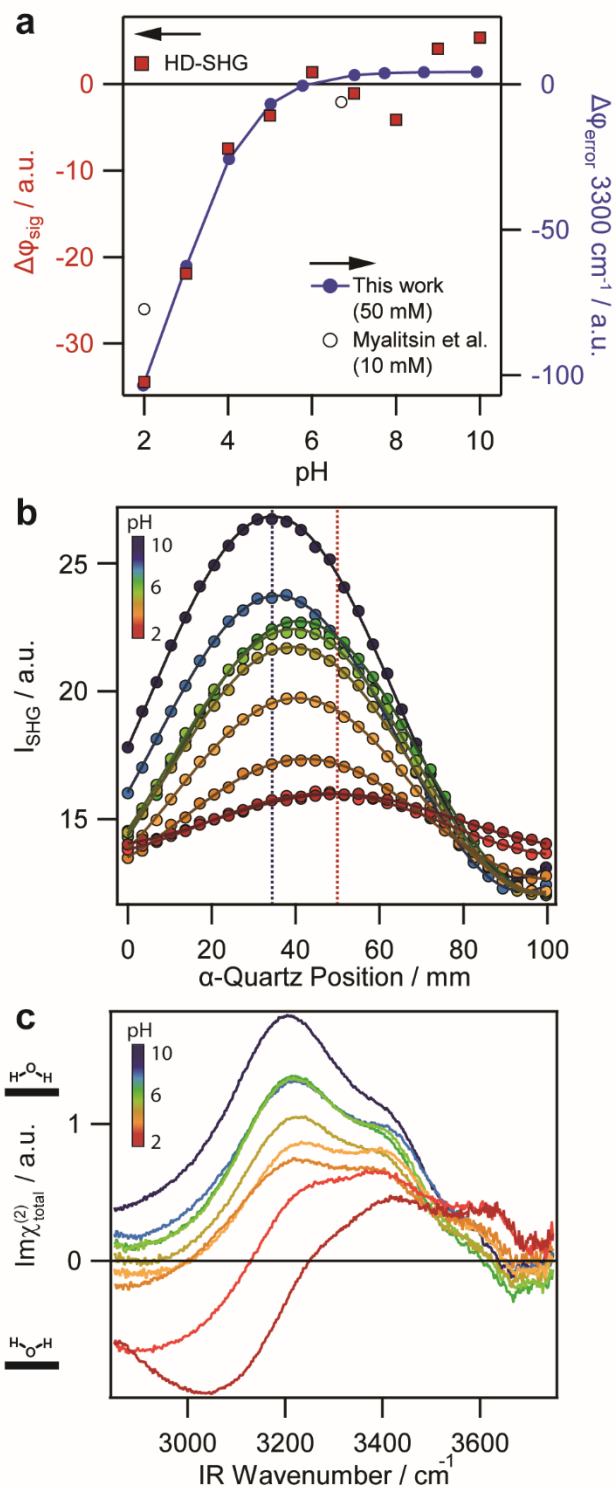 a
HD-SHG
0
-10
-20
-30
Δφsig / a.u.
0
-50
-100
Δφerror 3300 cm-1 / a.u.
This work
(50 mM)
Myalitsin et al.
(10 mM)
2 4 6 8 10
pH
b
pH
10
2
25
20
15
ISHG / a.u.
0 20 40 60 80 100
α-Quartz Position / mm
c
pH
10
2
H O H
1
0
Imχ(2)total / a.u.
H O H
3000 3200 3400 3600
IR Wavenumber / cm-1